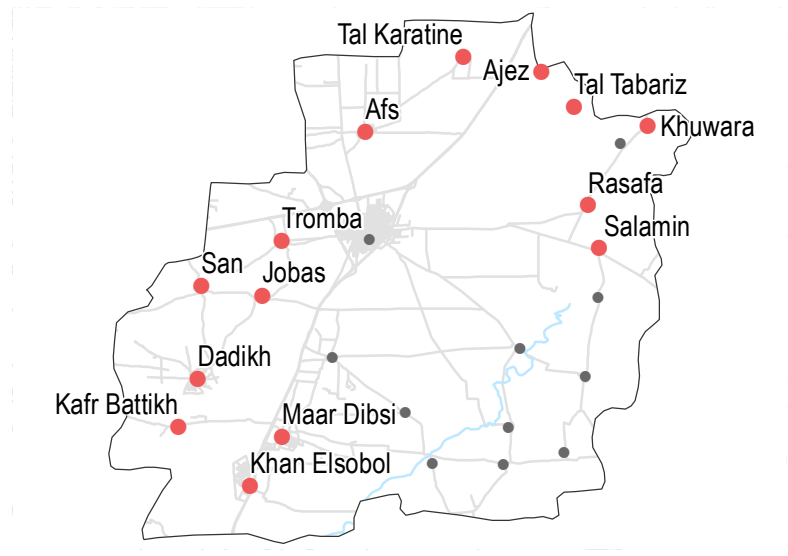 Tal Karatine
Ajez
Tal Tabariz
Afs
Khuwara
Rasafa
Tromba
Salamin
San
Jobas
Dadikh
Kafr Battikh
Maar Dibsi
Khan Elsobol